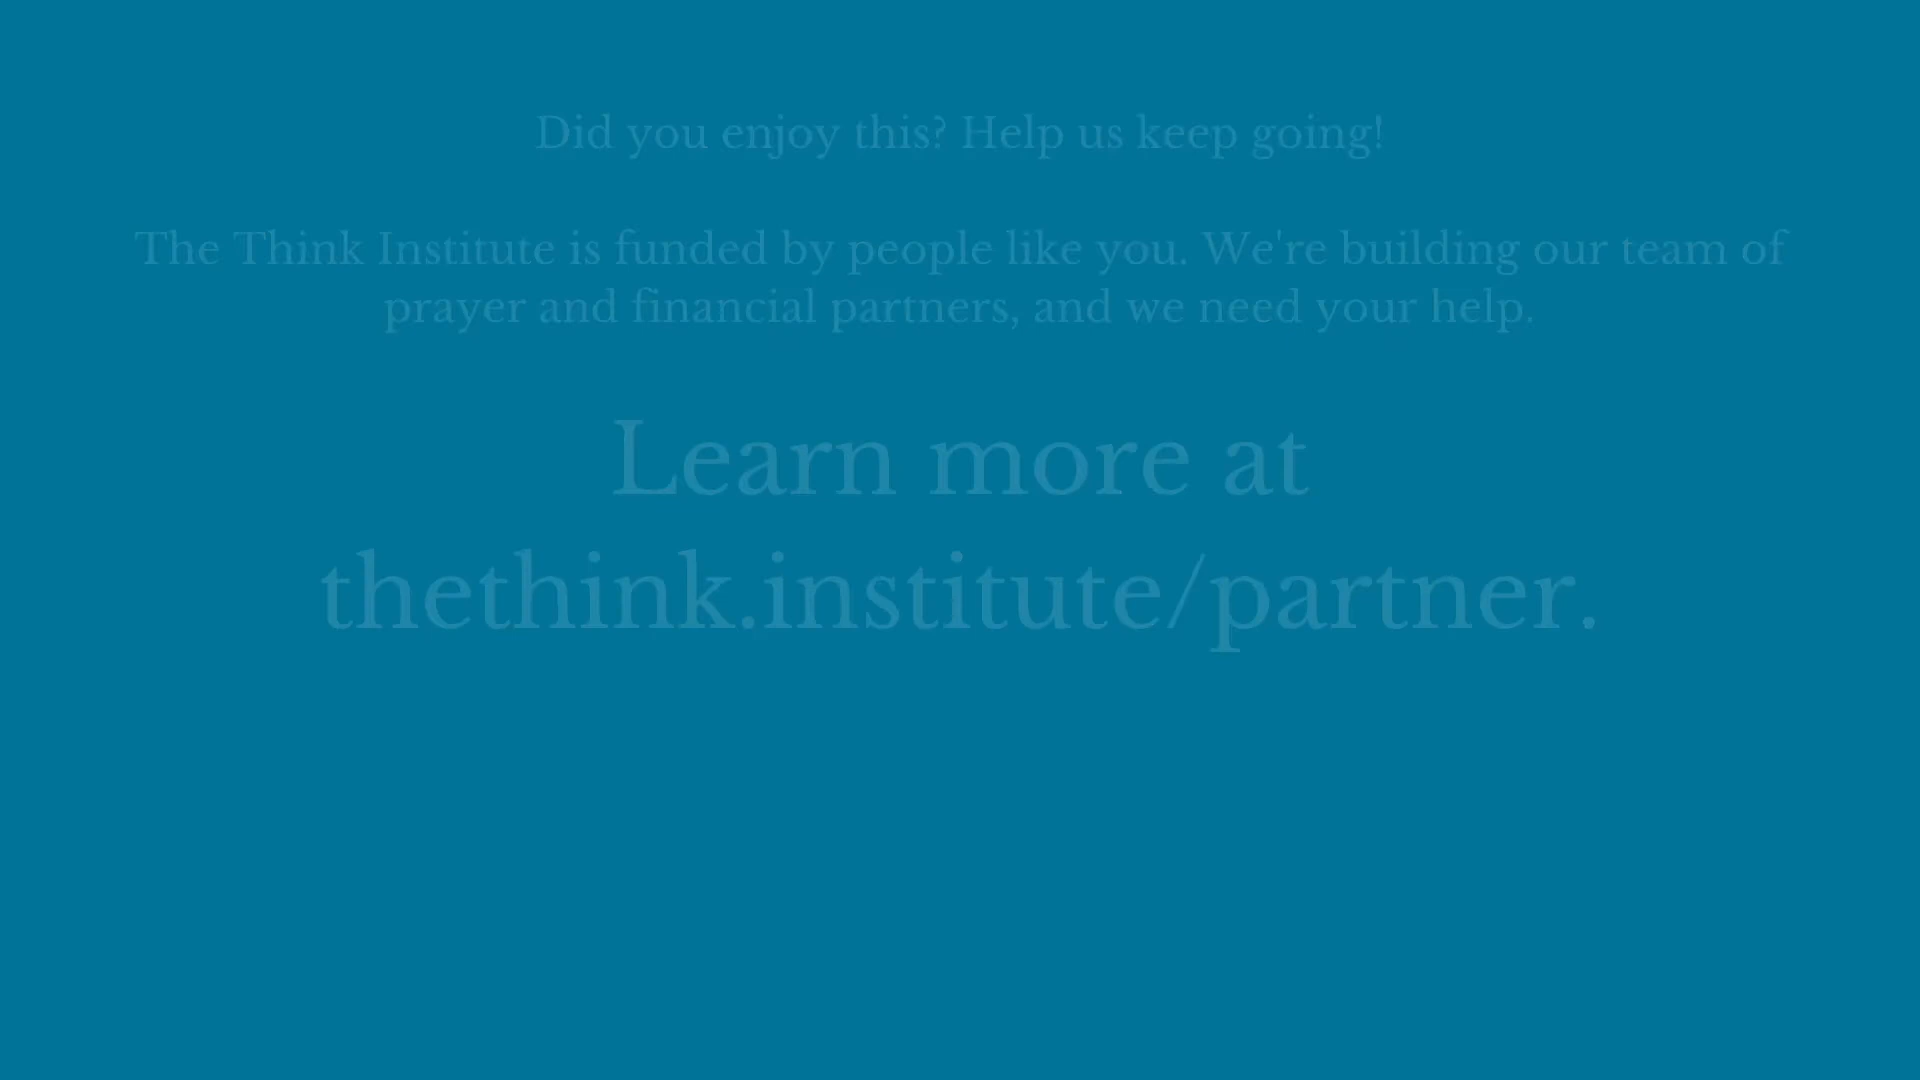 Did you enjoy this? Help us keep going!
The Think Institute is funded by people like you. We're building our team of
prayer and financial partners, and we need your help.
Learn more at
thethink.institute/partner.